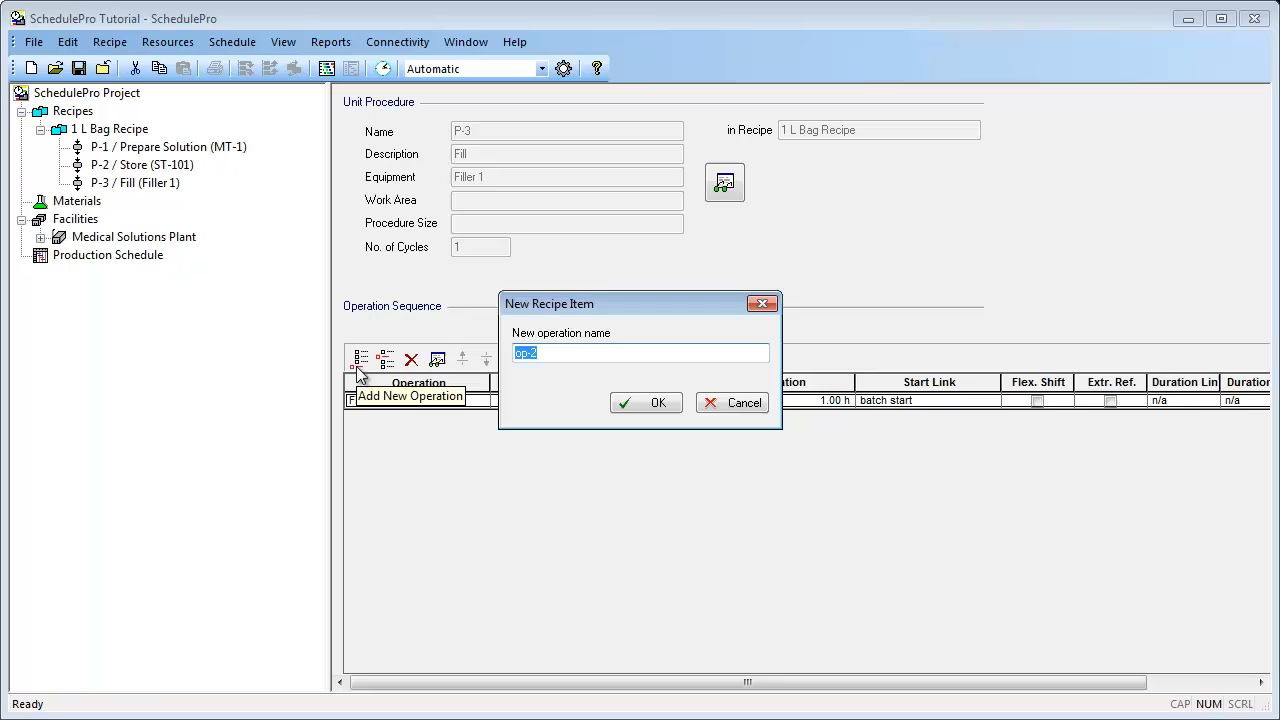 SchedulePro Tutorial - SchedulePro
File Edit Recipe Resources Schedule View Reports Connectivity Window Help
Automatic
SchedulePro Project
Recipes
1 L Bag Recipe
P-1 / Prepare Solution (MT-1)
P-2 / Store (ST-101)
P-3 / Fill (Filler 1)
Materials
Facilities
Medical Solutions Plant
Production Schedule
Unit Procedure
Name P-3 in Recipe 1 L Bag Recipe
Description Fill
Equipment Filler 1
Work Area
Procedure Size
No. of Cycles 1
Operation Sequence
New Recipe Item
New operation name
op-2
OK Cancel
Operation Start Link Flex. Shift Extr. Ref. Duration Lin Duration
Add New Operation
1.00 h batch start n/a n/a
Ready CAP NUM SCRL